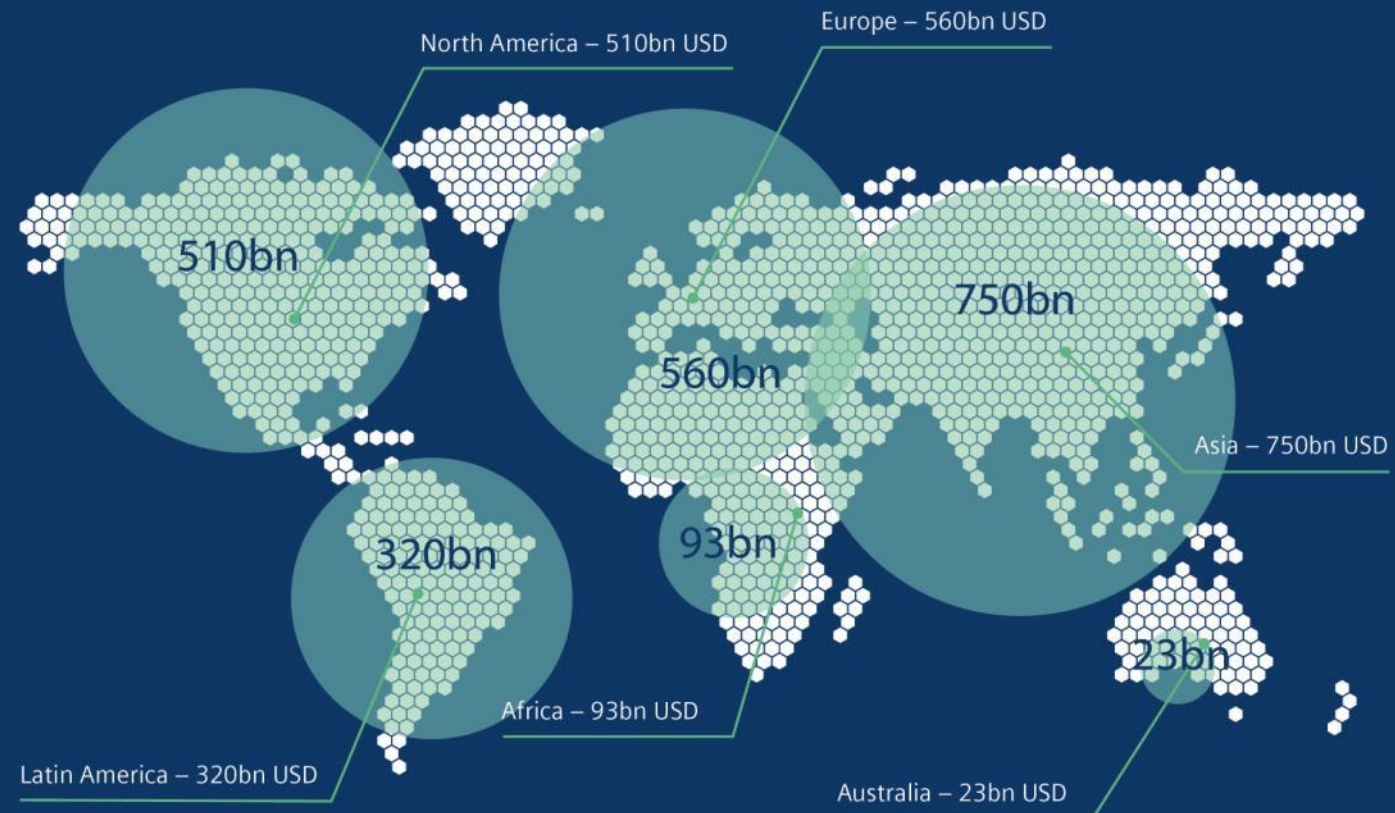 Europe – 560bn USD
North America – 510bn USD
510bn
750bn
560bn
Asia – 750bn USD
320bn
93bn
23bn
Africa – 93bn USD
Latin America – 320bn USD
Australia – 23bn USD